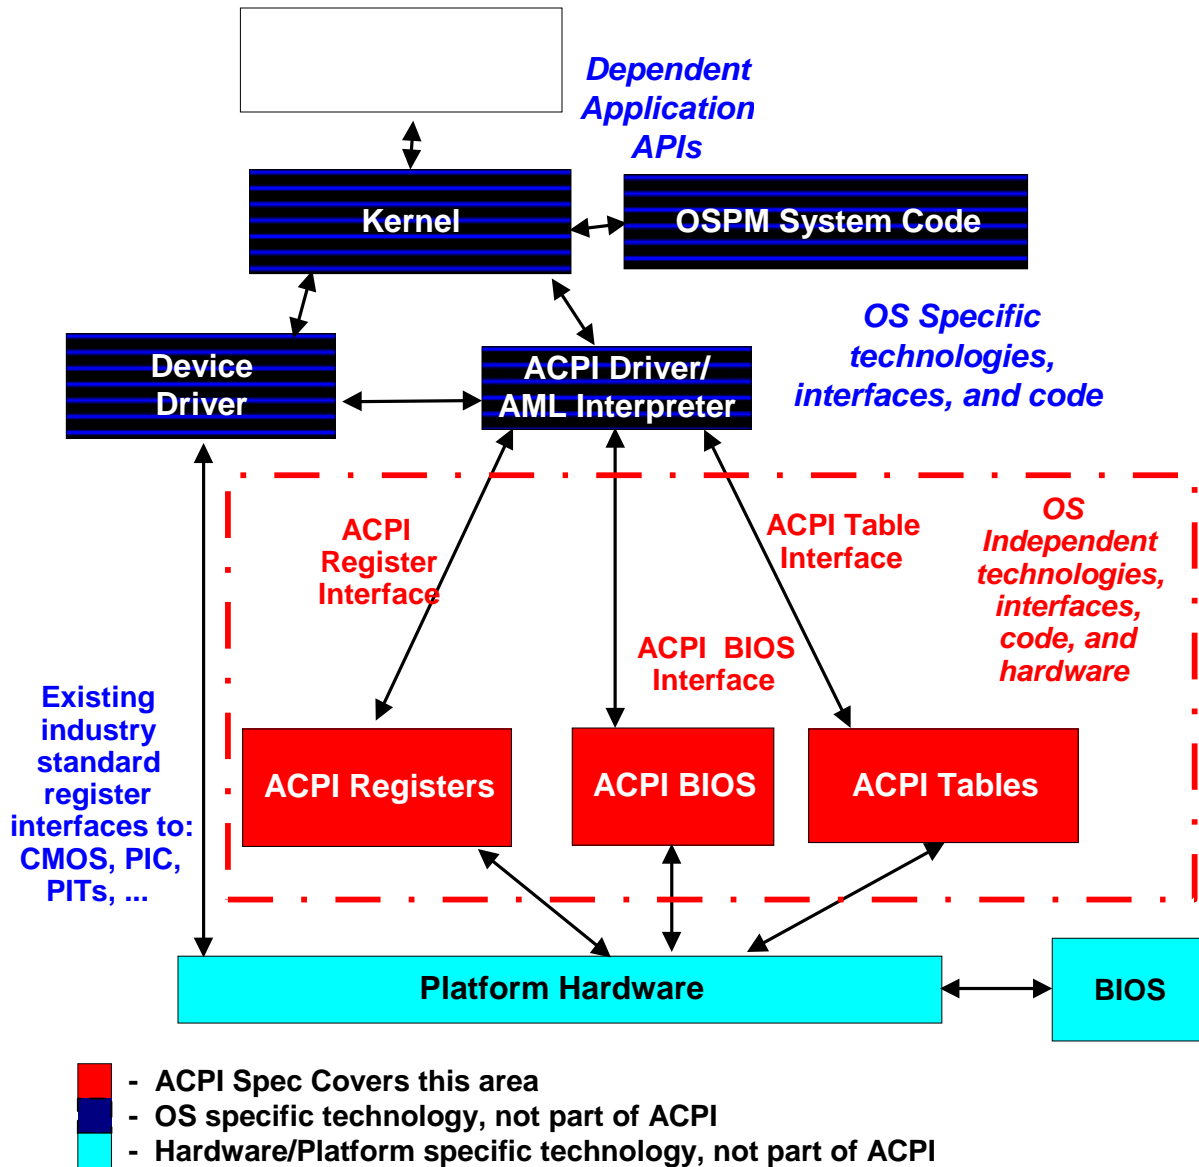 Dependent
Application
APIs
Kernel
OSPM System Code
OS Specific
technologies,
interfaces, and code
Device
Driver
ACPI Driver/
AML Interpreter
ACPI
Register
Interface
ACPI Table
Interface
OS
Independent
technologies,
interfaces,
code, and
hardware
ACPI  BIOS
Interface
Existing
industry
standard
register
interfaces to:
CMOS, PIC,
PITs, ...
ACPI Registers
ACPI BIOS
ACPI Tables
Platform Hardware
BIOS
- ACPI Spec Covers this area
- OS specific technology, not part of ACPI
- Hardware/Platform specific technology, not part of ACPI